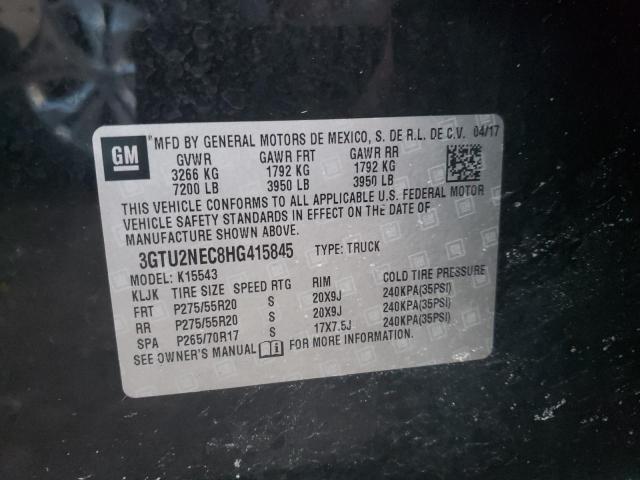 GM
MFD BY GENERAL MOTORS DE MEXICO, S. DE R.L. DE C.V. 04/17
GVWR GAWR FRT GAWR RR
3266 KG 1792 KG 1792 KG
7200 LB 3950 LB 3950 LB
THIS VEHICLE CONFORMS TO ALL APPLICABLE U.S. FEDERAL MOTOR
VEHICLE SAFETY STANDARDS IN EFFECT ON THE DATE OF
MANUFACTURE SHOWN ABOVE.
3GTU2NEC8HG415845 TYPE: TRUCK
MODEL: K15543
KLJK TIRE SIZE SPEED RTG RIM COLD TIRE PRESSURE
FRT P275/55R20 S 20X9J 240KPA(35PSI)
RR P275/55R20 S 20X9J 240KPA(35PSI)
SPA P265/70R17 S 17X7.5J 240KPA(35PSI)
SEE OWNER'S MANUAL FOR MORE INFORMATION.